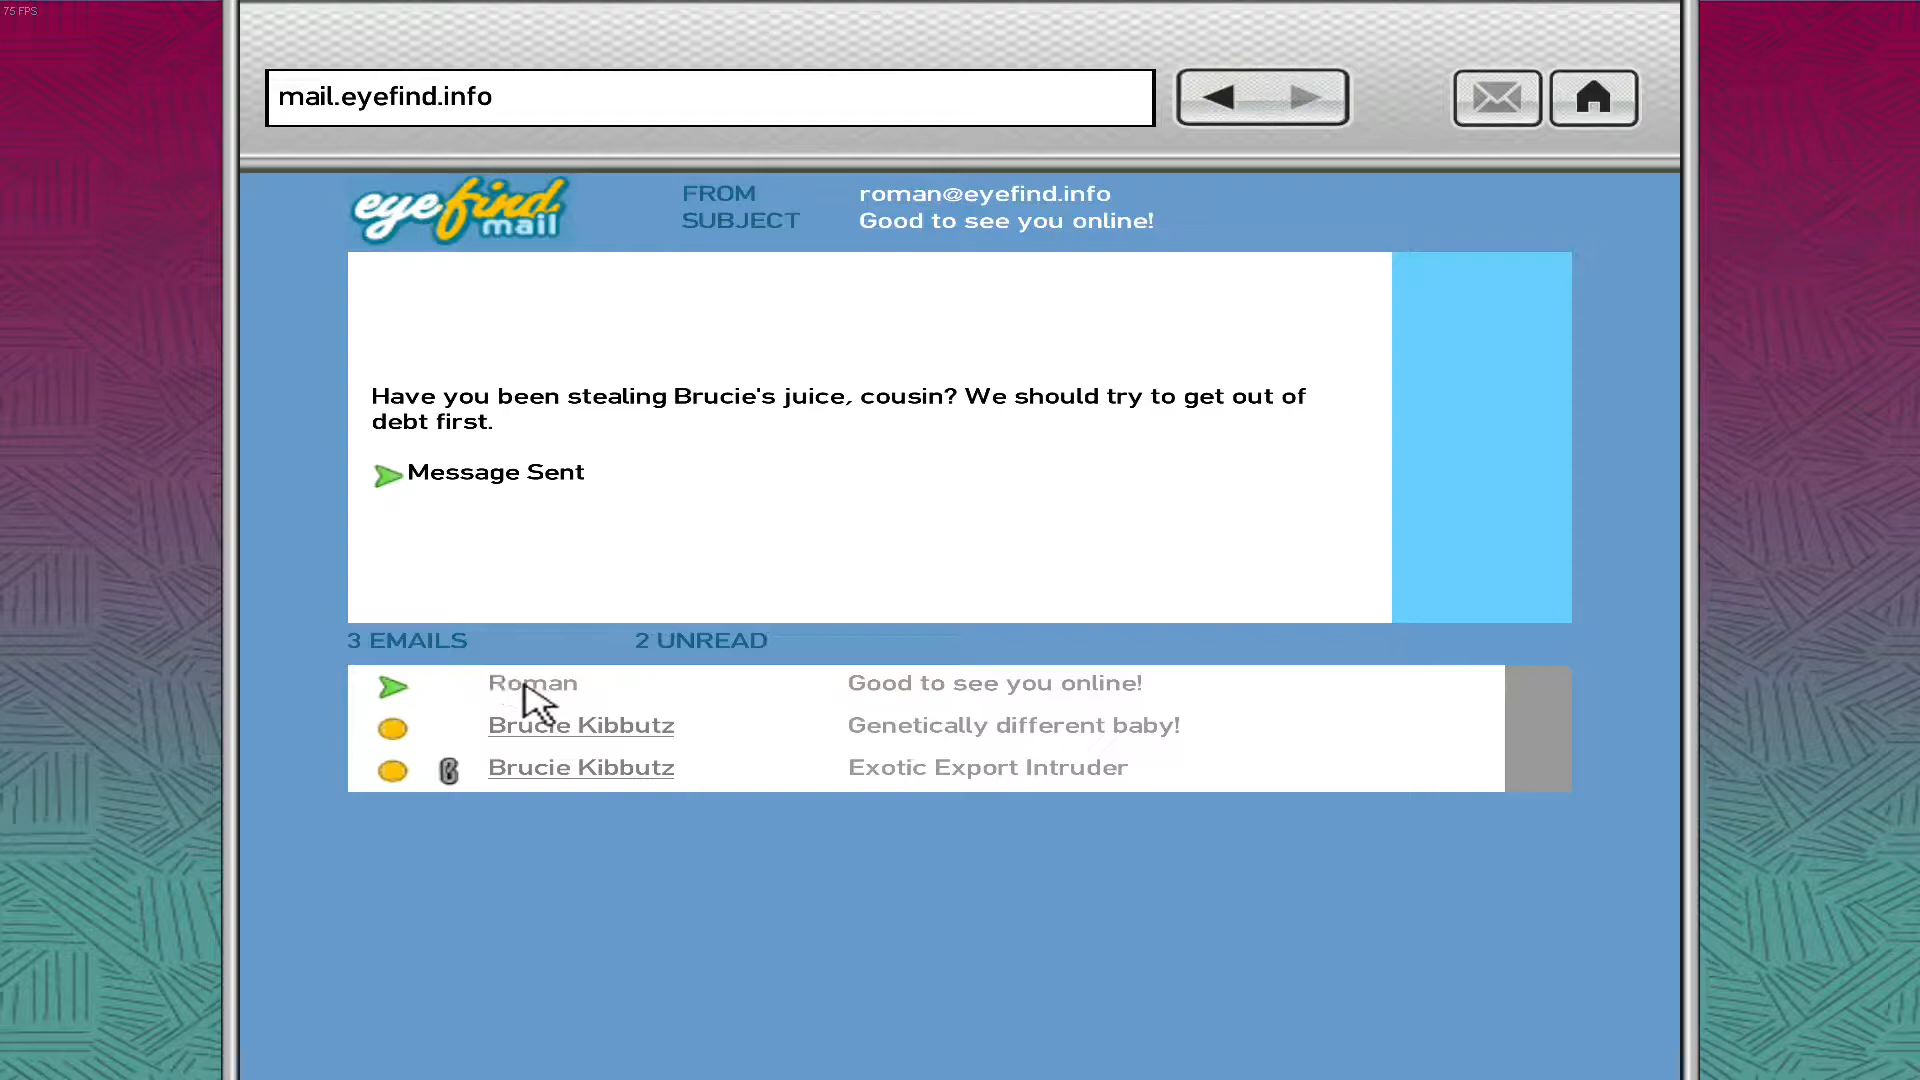 75 FPS
mail.eyefind.info
eyefind
mail
FROM roman@eyefind.info
SUBJECT Good to see you online!
Have you been stealing Brucie's juice, cousin? We should try to get out of
debt first.
Message Sent
3 EMAILS 2 UNREAD
Roman Good to see you online!
Brucie Kibbutz Genetically different baby!
Brucie Kibbutz Exotic Export Intruder